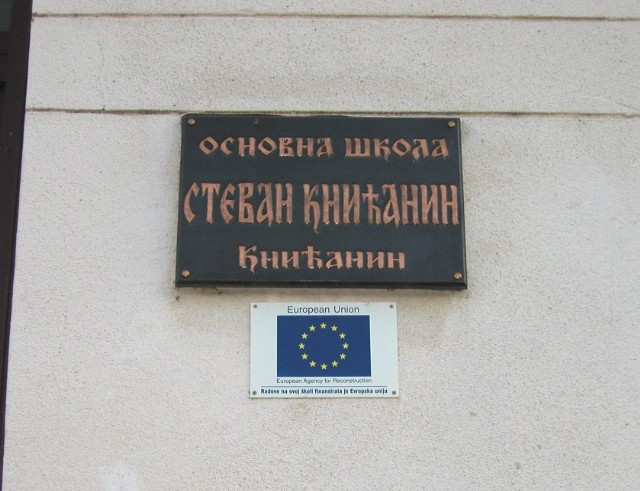 ОСНОВНА ШКОЛА
СТЕВАН КНИЋАНИН
КНИЋАНИН
European Union
European Agency for Reconstruction
Radove na ovoj školi finansirala je Evropska unija